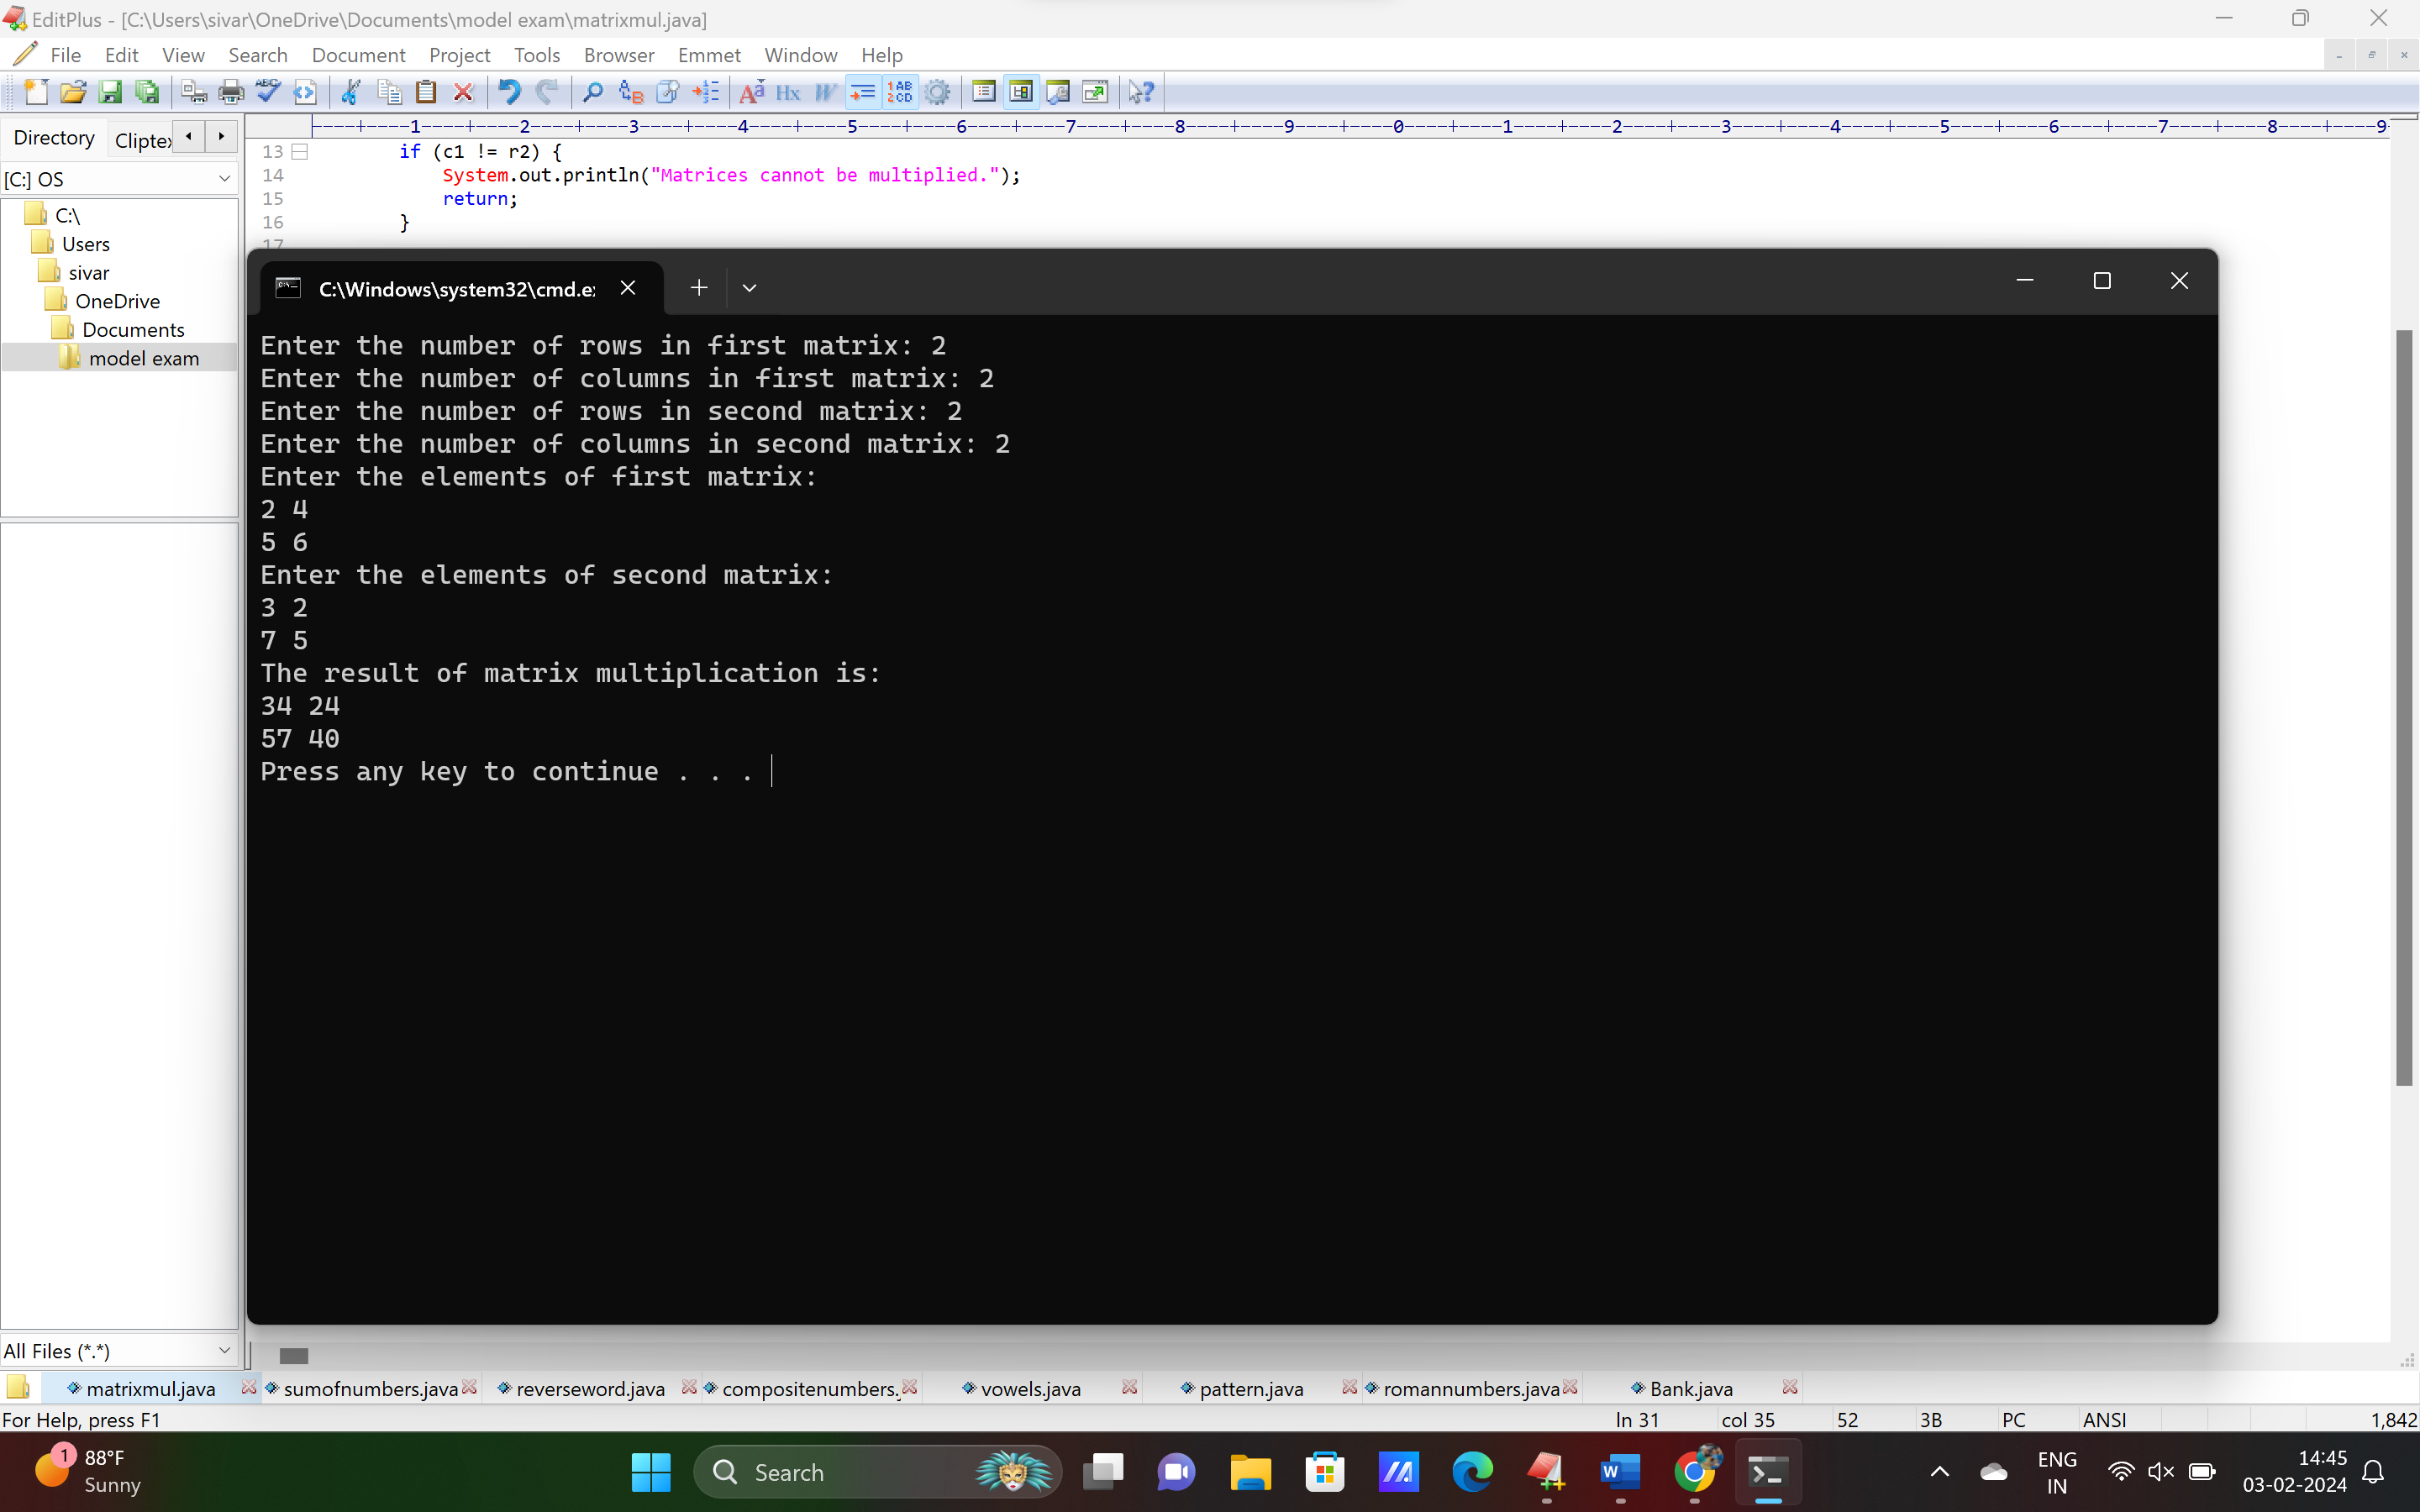 EditPlus - [C:\Users\sivar\OneDrive\Documents\model exam\matrixmul.java]
File Edit View Search Document Project Tools Browser Emmet Window Help
Directory Cliptex
----+----1----+----2----+----3----+----4----+----5----+----6----+----7----+----8----+----9----+----0----+----1----+----2----+----3----+----4----+----5----+----6----+----7----+----8----+----9-
[C:] OS
C:\
Users
sivar
OneDrive
Documents
model exam
13 if (c1 != r2) {
14 System.out.println("Matrices cannot be multiplied.");
15 return;
16 }
17
C:\Windows\system32\cmd.e
Enter the number of rows in first matrix: 2
Enter the number of columns in first matrix: 2
Enter the number of rows in second matrix: 2
Enter the number of columns in second matrix: 2
Enter the elements of first matrix:
2 4
5 6
Enter the elements of second matrix:
3 2
7 5
The result of matrix multiplication is:
34 24
57 40
Press any key to continue . . .
All Files (*.*)
matrixmul.java sumofnumbers.java reverseword.java compositenumbers. vowels.java pattern.java romannumbers.java Bank.java
For Help, press F1 ln 31 col 35 52 3B PC ANSI 1,842
1 88°F
Sunny
Search
ENG
IN
14:45
03-02-2024